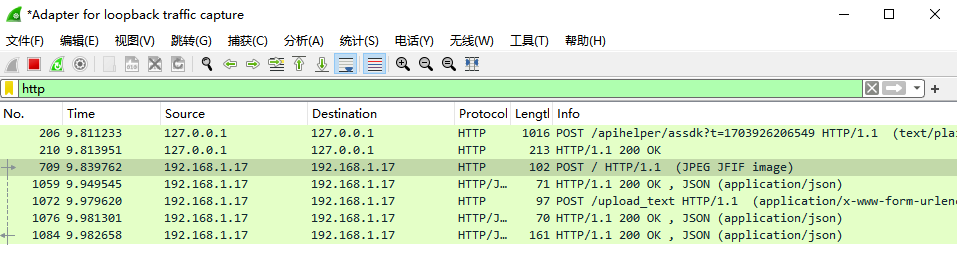 *Adapter for loopback traffic capture
文件(F) 编辑(E) 视图(V) 跳转(G) 捕获(C) 分析(A) 统计(S) 电话(Y) 无线(W) 工具(T) 帮助(H)
http
No. Time Source Destination Protocol Lengtl Info
206 9.811233 127.0.0.1 127.0.0.1 HTTP 1016 POST /apihelper/assdk?t=1703926206549 HTTP/1.1 (text/plai
210 9.813951 127.0.0.1 127.0.0.1 HTTP 213 HTTP/1.1 200 OK
709 9.839762 192.168.1.17 192.168.1.17 HTTP 102 POST / HTTP/1.1 (JPEG JFIF image)
1059 9.949545 192.168.1.17 192.168.1.17 HTTP/J… 71 HTTP/1.1 200 OK , JSON (application/json)
1072 9.979620 192.168.1.17 192.168.1.17 HTTP 97 POST /upload_text HTTP/1.1 (application/x-www-form-urlenc
1076 9.981301 192.168.1.17 192.168.1.17 HTTP/J… 70 HTTP/1.1 200 OK , JSON (application/json)
1084 9.982658 192.168.1.17 192.168.1.17 HTTP/J… 161 HTTP/1.1 200 OK , JSON (application/json)